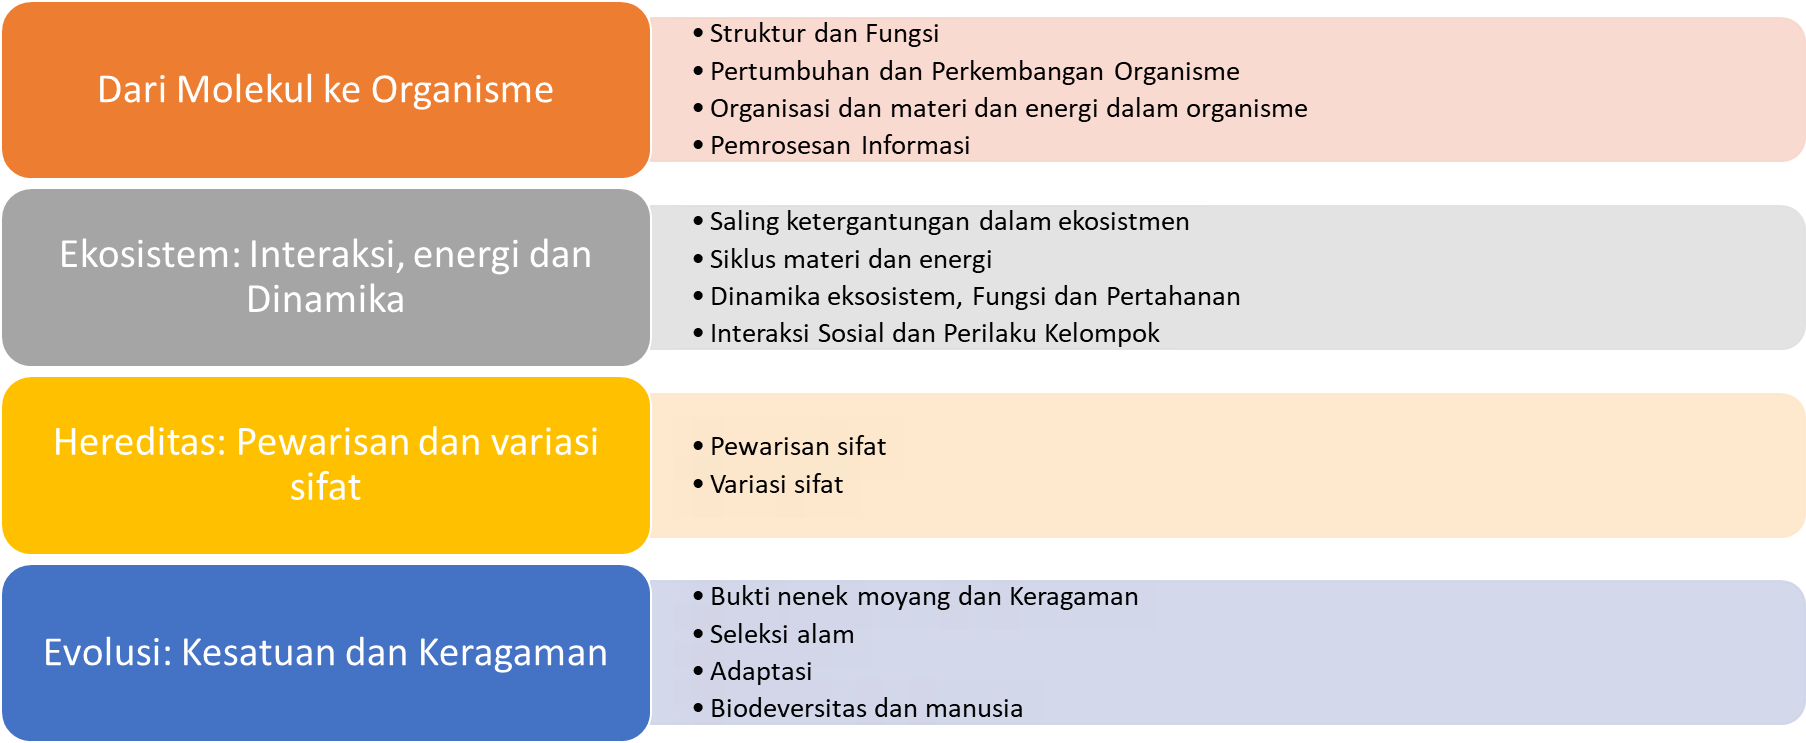 Dari Molekul ke Organisme
• Struktur dan Fungsi
• Pertumbuhan dan Perkembangan Organisme
• Organisasi dan materi dan energi dalam organisme
• Pemrosesan Informasi
Ekosistem: Interaksi, energi dan
Dinamika
• Saling ketergantungan dalam ekosistmen
• Siklus materi dan energi
• Dinamika eksosistem, Fungsi dan Pertahanan
• Interaksi Sosial dan Perilaku Kelompok
Hereditas: Pewarisan dan variasi
sifat
• Pewarisan sifat
• Variasi sifat
Evolusi: Kesatuan dan Keragaman
• Bukti nenek moyang dan Keragaman
• Seleksi alam
• Adaptasi
• Biodeversitas dan manusia